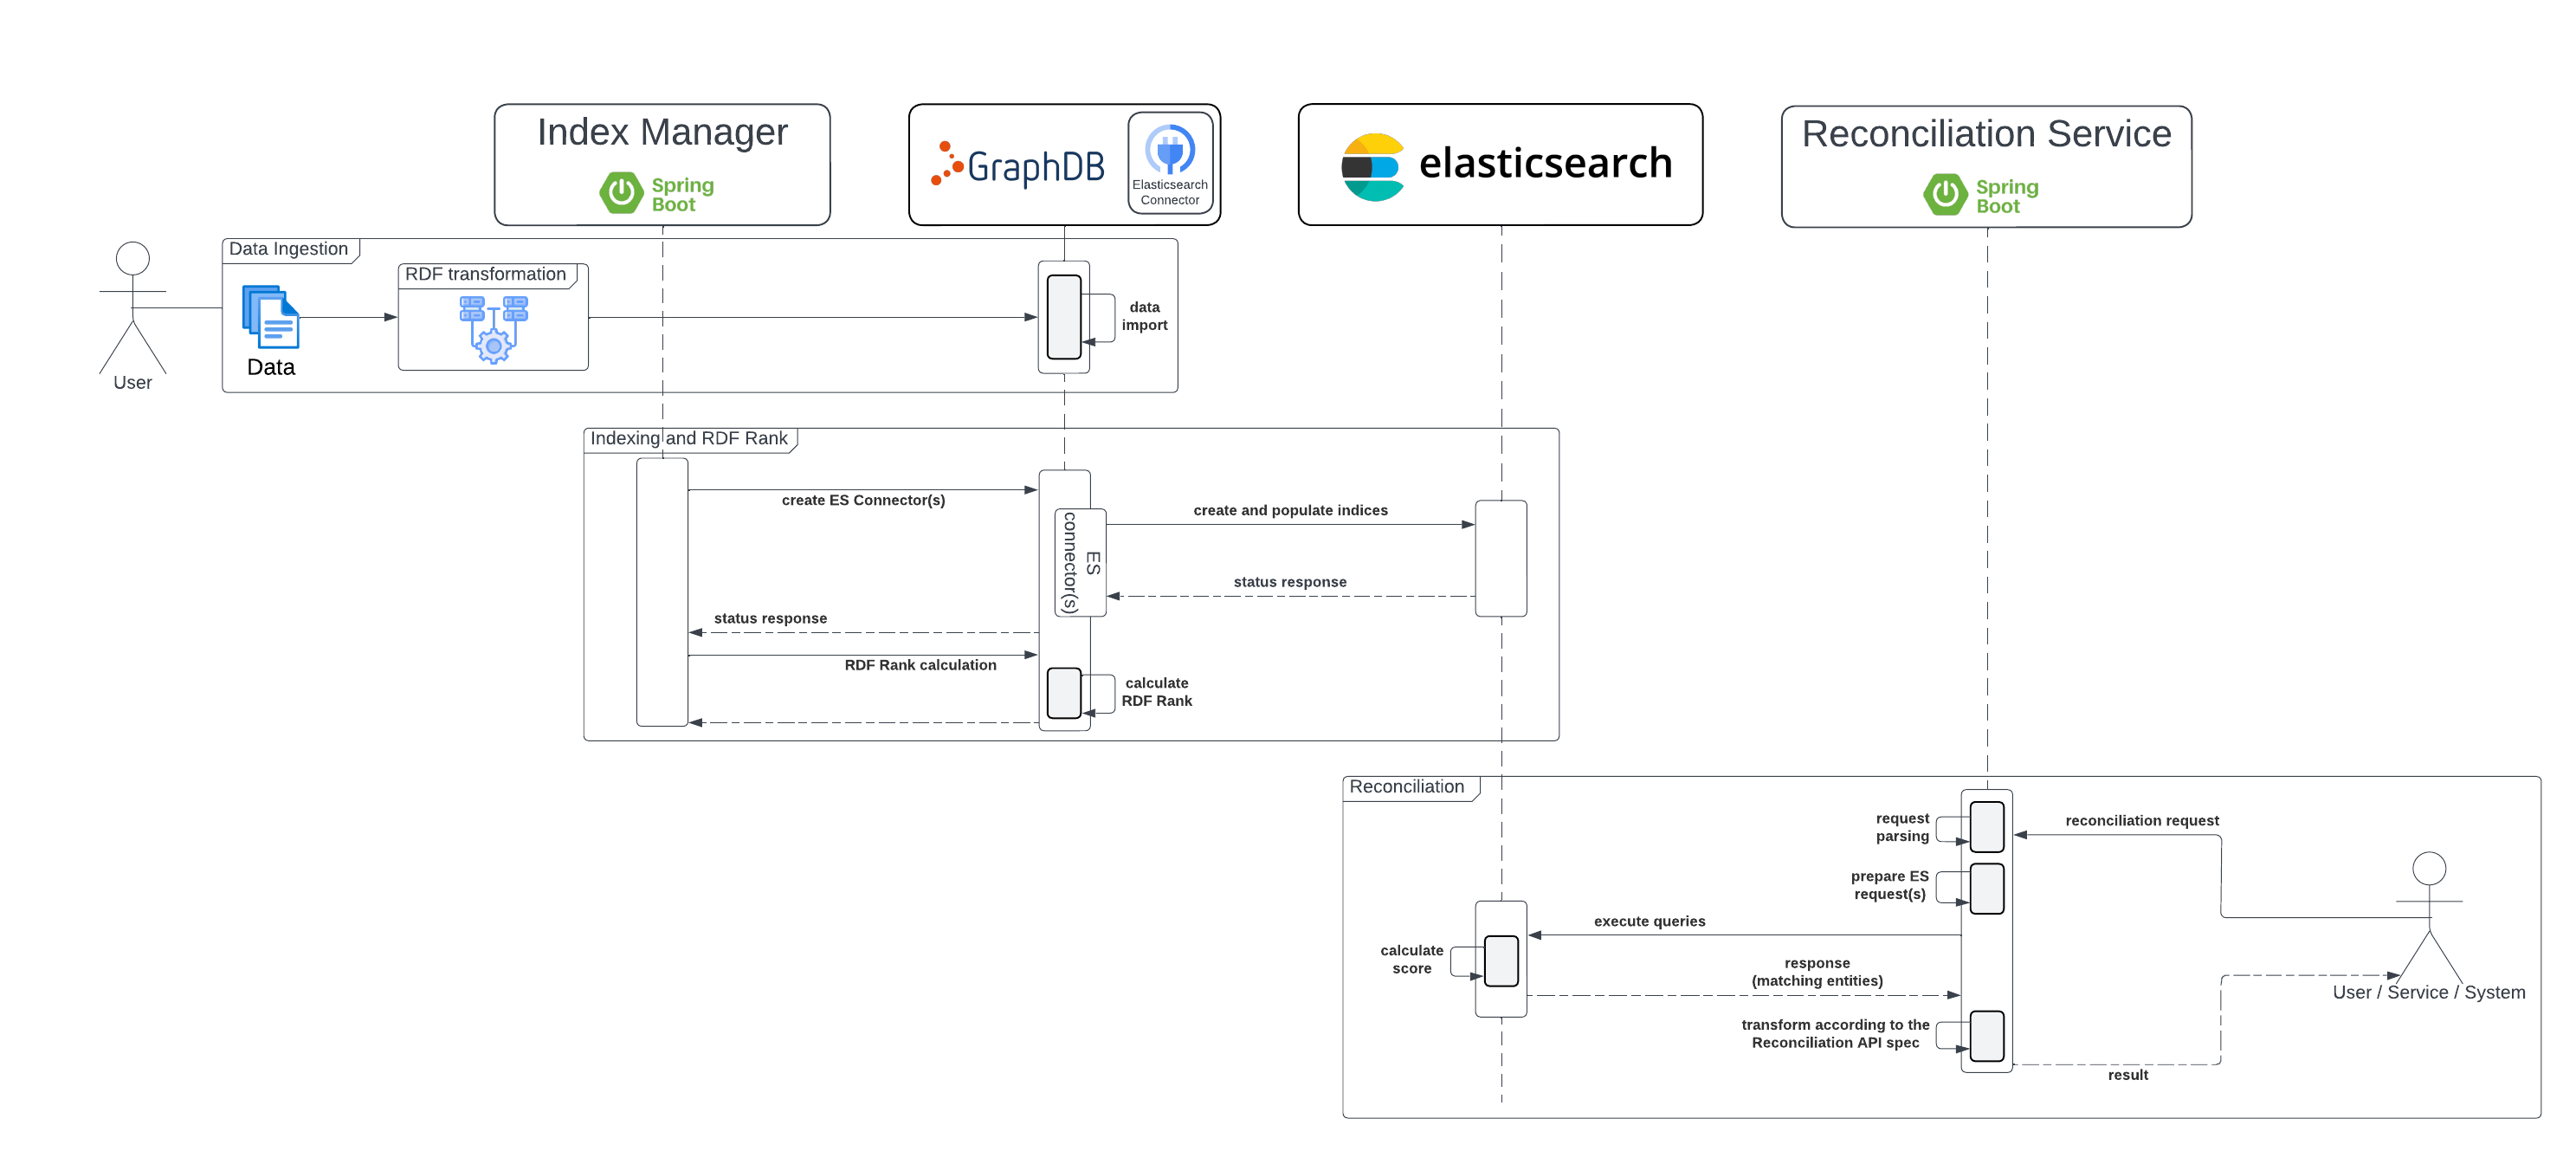 Index Manager
Spring
Boot
GraphDB
Elasticsearch
Connector
elasticsearch
Reconciliation Service
Spring
Boot
User
Data Ingestion
Data
RDF transformation
data
import
Indexing and RDF Rank
create ES Connector(s)
ES
connector(s)
create and populate indices
status response
status response
RDF Rank calculation
calculate
RDF Rank
Reconciliation
request
parsing
reconciliation request
prepare ES
request(s)
execute queries
calculate
score
response
(matching entities)
User / Service / System
transform according to the
Reconciliation API spec
result